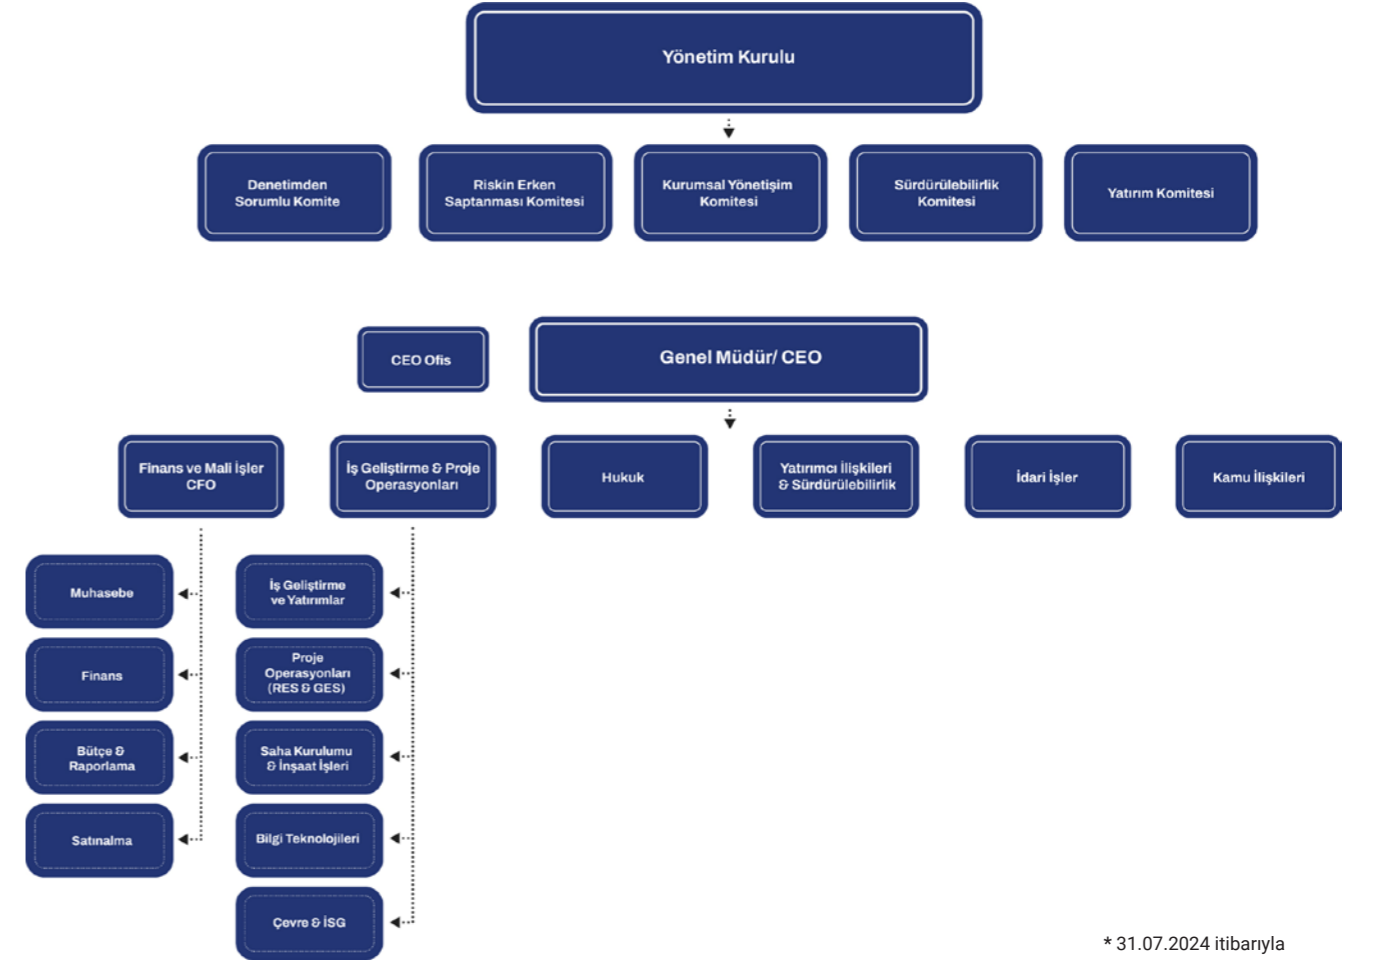 Yönetim Kurulu
Denetimden
Sorumlu Komite
Riskin Erken
Saptanması Komitesi
Kurumsal Yönetişim
Komitesi
Sürdürülebilirlik
Komitesi
Yatırım Komitesi
CEO Ofis
Genel Müdür/ CEO
Finans ve Mali İşler
CFO
İş Geliştirme & Proje
Operasyonları
Hukuk
Yatırımcı İlişkileri
& Sürdürülebilirlik
İdari İşler
Kamu İlişkileri
Muhasebe
Finans
Bütçe &
Raporlama
Satınalma
İş Geliştirme
ve Yatırımlar
Proje
Operasyonları
(RES & GES)
Saha Kurulumu
& İnşaat İşleri
Bilgi Teknolojileri
Çevre & İSG
* 31.07.2024 itibarıyla